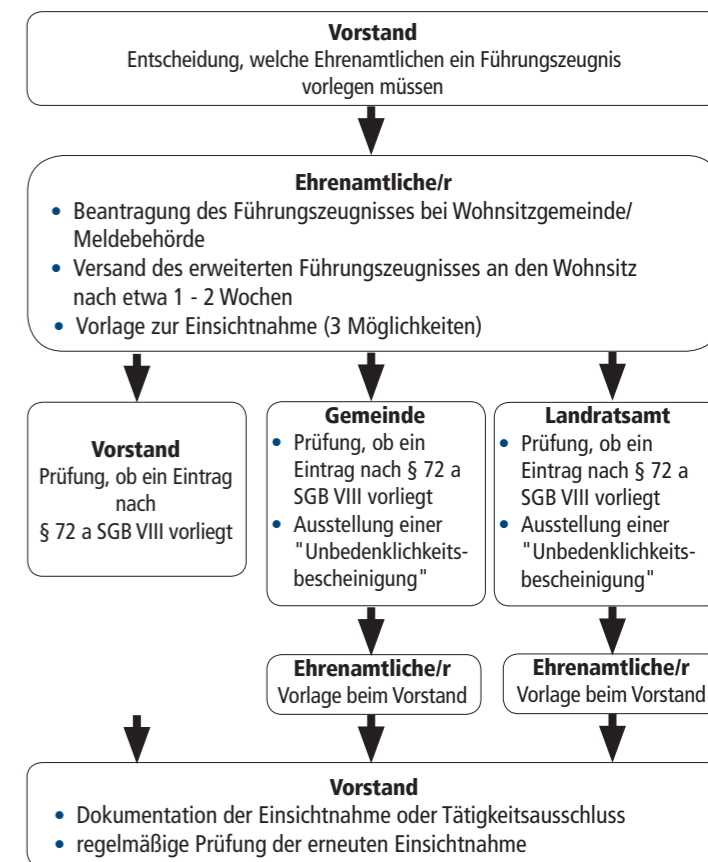 Vorstand
Entscheidung, welche Ehrenamtlichen ein Führungszeugnis
vorlegen müssen
Ehrenamtliche/r
• Beantragung des Führungszeugnisses bei Wohnsitzgemeinde/
Meldebehörde
• Versand des erweiterten Führungszeugnisses an den Wohnsitz
nach etwa 1 - 2 Wochen
• Vorlage zur Einsichtnahme (3 Möglichkeiten)
Vorstand
Prüfung, ob ein Eintrag
nach
§ 72 a SGB VIII vorliegt
Gemeinde
• Prüfung, ob ein
Eintrag nach § 72 a
SGB VIII vorliegt
• Ausstellung einer
"Unbedenklichkeits-
bescheinigung"
Landratsamt
• Prüfung, ob ein
Eintrag nach § 72 a
SGB VIII vorliegt
• Ausstellung einer
"Unbedenklichkeits-
bescheinigung"
Ehrenamtliche/r
Vorlage beim Vorstand
Ehrenamtliche/r
Vorlage beim Vorstand
Vorstand
• Dokumentation der Einsichtnahme oder Tätigkeitsausschluss
• regelmäßige Prüfung der erneuten Einsichtnahme